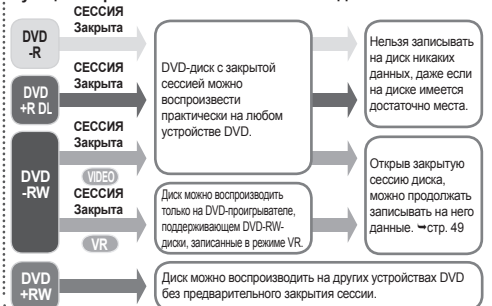 СЕССИЯ
Закрыта
DVD
-R
СЕССИЯ
Закрыта
DVD
+R DL
DVD-диск с закрытой
сессией можно
воспроизвести
практически на любом
устройстве DVD.
Нельзя записывать
на диск никаких
данных, даже если
на диске имеется
достаточно места.
СЕССИЯ
Закрыта
VIDEO
DVD
-RW
СЕССИЯ
Закрыта
VR
Диск можно воспроизводить
только на DVD-проигрывателе,
поддерживающем DVD-RW-
диски, записанные в режиме VR.
Открыв закрытую
сессию диска,
можно продолжать
записывать на него
данные. ➥стр. 49
DVD
+RW
Диск можно воспроизводить на других устройствах DVD
без предварительного закрытия сессии.